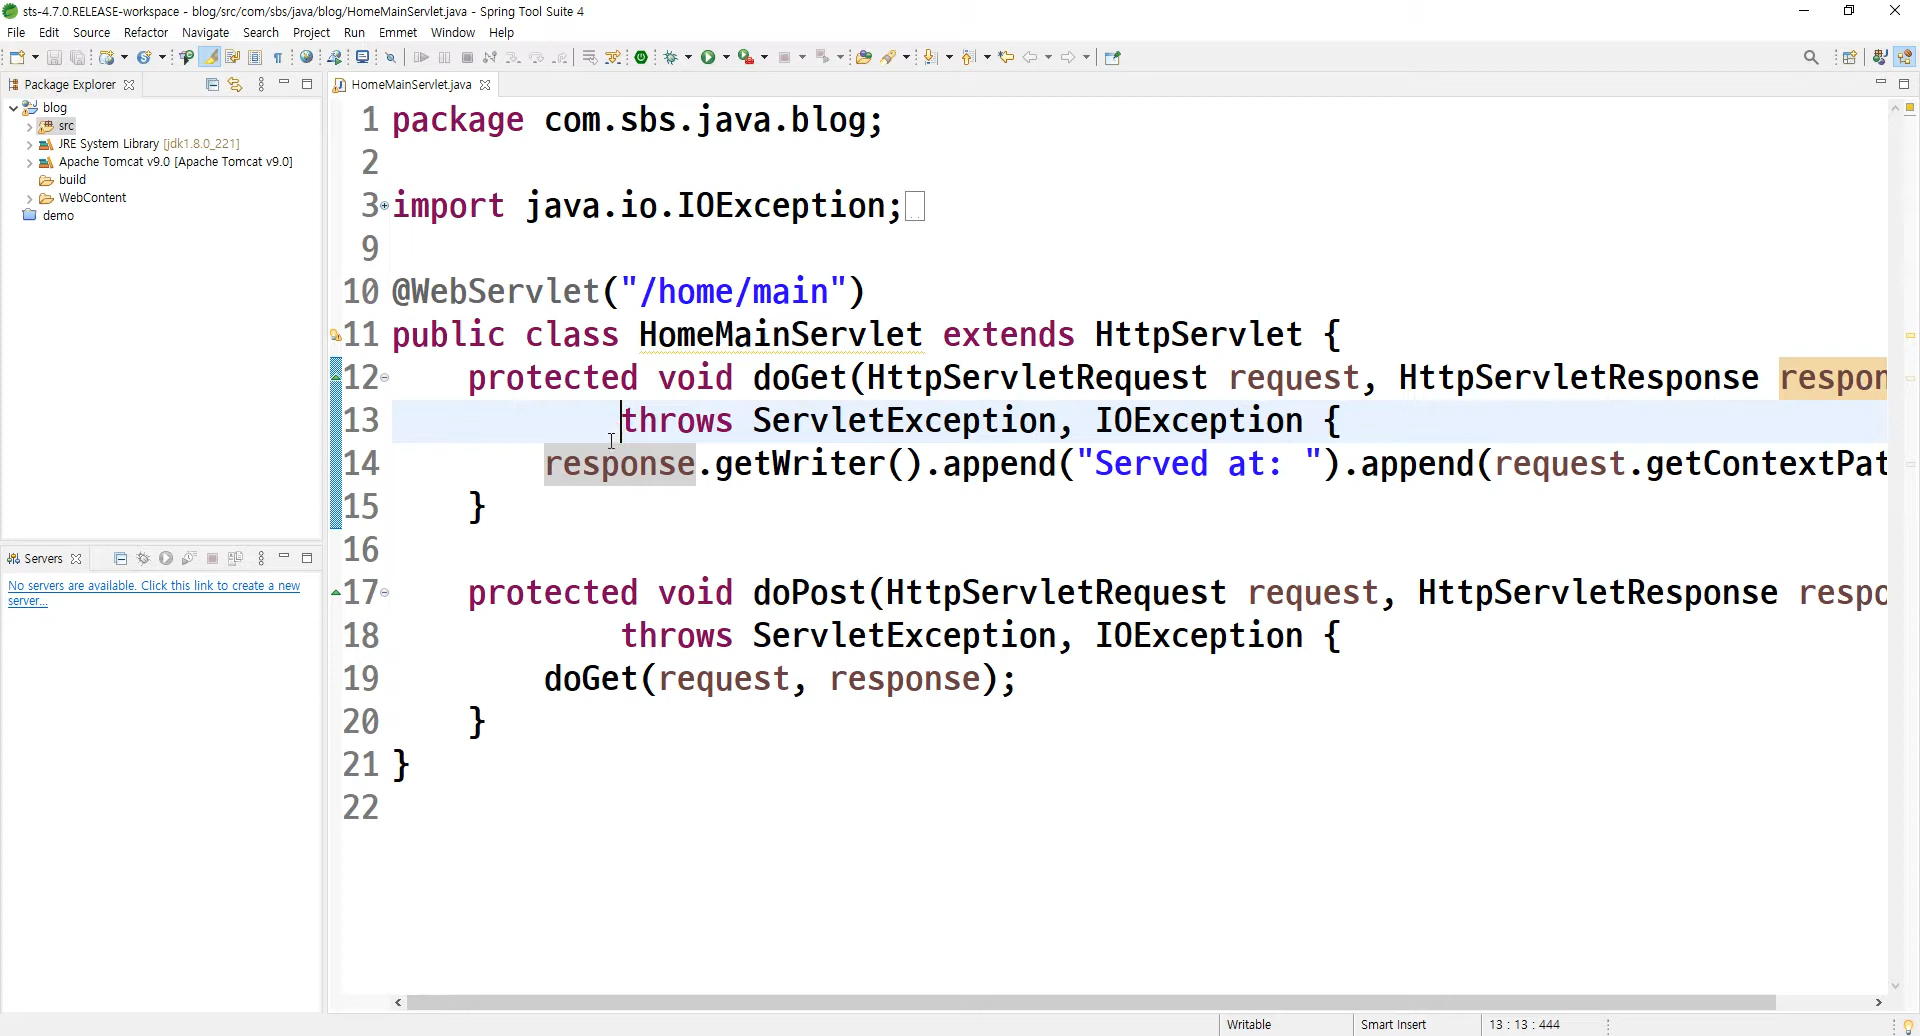 sts-4.7.0.RELEASE-workspace - blog/src/com/sbs/java/blog/HomeMainServlet.java - Spring Tool Suite 4
File Edit Source Refactor Navigate Search Project Run Emmet Window Help
Package Explorer
HomeMainServlet.java
blog
src
JRE System Library [jdk1.8.0_221]
Apache Tomcat v9.0 [Apache Tomcat v9.0]
build
WebContent
demo
Servers
No servers are available. Click this link to create a new
server...
1 package com.sbs.java.blog;
2
3 import java.io.IOException;
9
10 @WebServlet("/home/main")
11 public class HomeMainServlet extends HttpServlet {
12 protected void doGet(HttpServletRequest request, HttpServletResponse respon
13 throws ServletException, IOException {
14 response.getWriter().append("Served at: ").append(request.getContextPat
15 }
16
17 protected void doPost(HttpServletRequest request, HttpServletResponse respo
18 throws ServletException, IOException {
19 doGet(request, response);
20 }
21 }
22
Writable Smart Insert 13 : 13 : 444